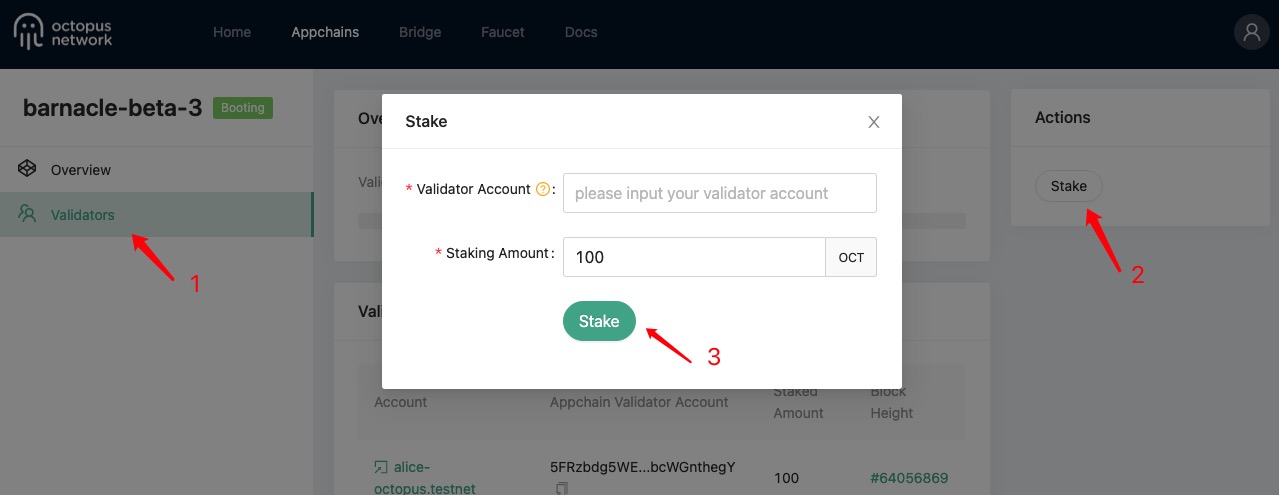 octopus
network
Home Appchains Bridge Faucet Docs
barnacle-beta-3 Booting
Overview
Validators
1
Stake
* Validator Account ? :
please input your validator account
* Staking Amount :
100 OCT
Stake
3
Actions
Stake
2
Ove
Valid
Vali
Account
Appchain Validator Account
Staked
Amount
Block
Height
alice-
octopus.testnet
5FRzbdg5WE...bcWGnthegY
100
#64056869